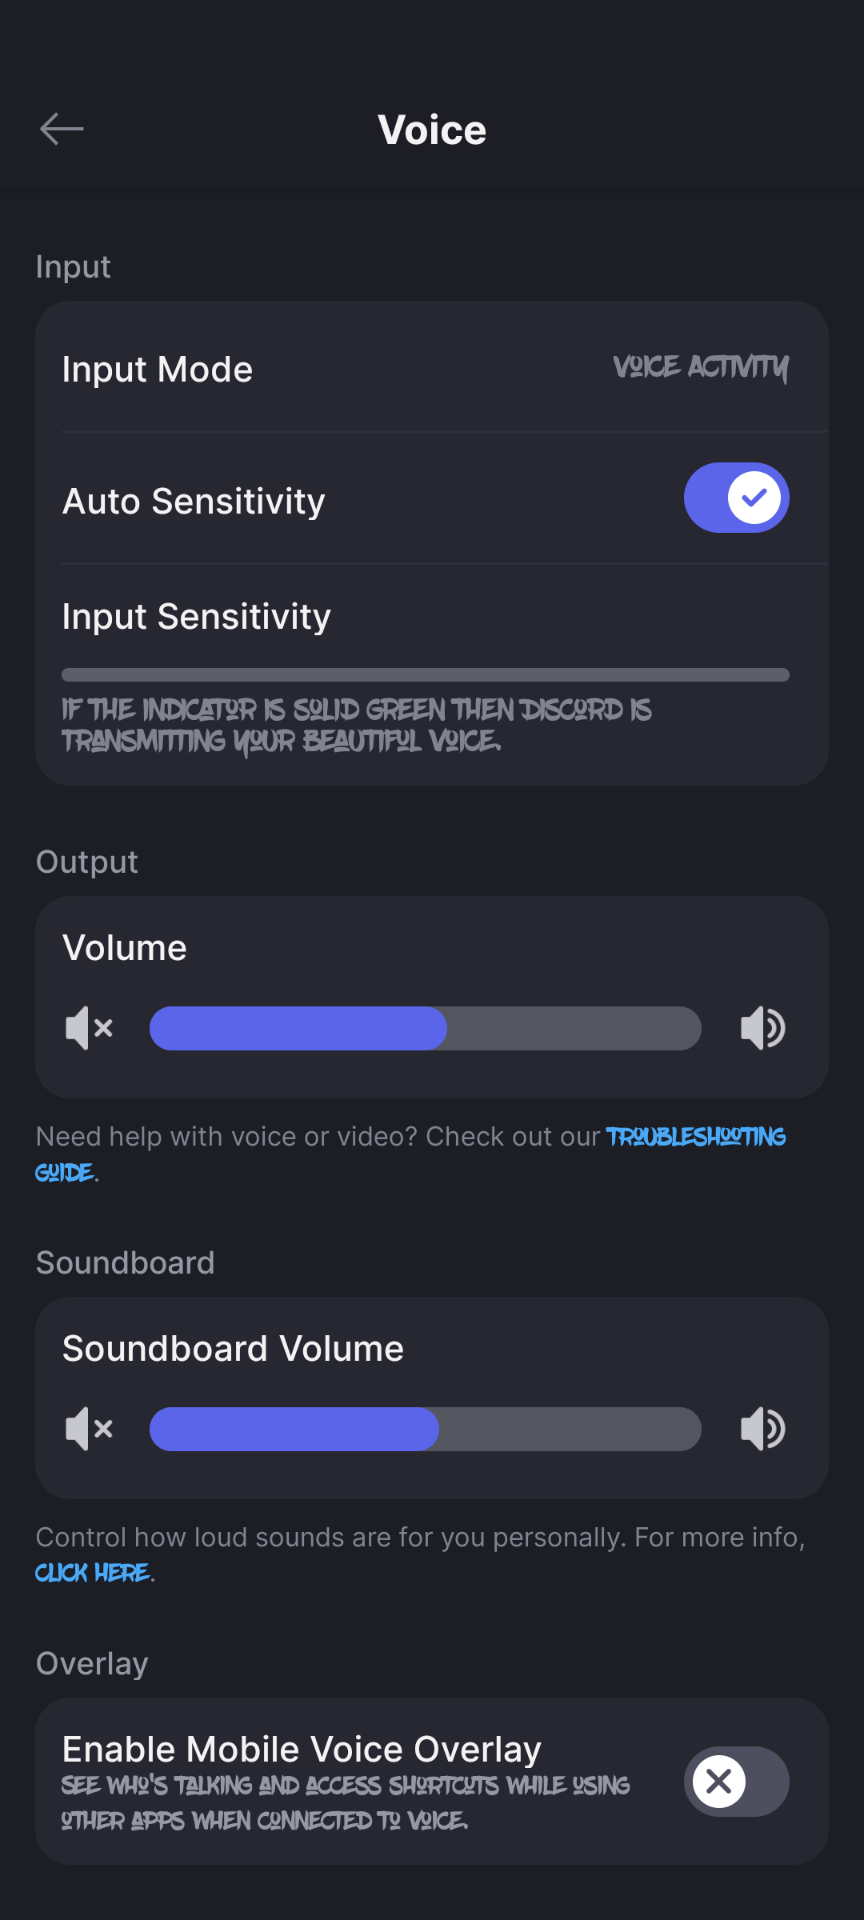 Voice
Input
Input Mode VOICE ACTIVITY
Auto Sensitivity
Input Sensitivity
IF THE INDICATOR IS SOLID GREEN THEN DISCORD IS
TRANSMITTING YOUR BEAUTIFUL VOICE.
Output
Volume
Need help with voice or video? Check out our TROUBLESHOOTING
GUIDE.
Soundboard
Soundboard Volume
Control how loud sounds are for you personally. For more info,
CLICK HERE.
Overlay
Enable Mobile Voice Overlay
SEE WHO'S TALKING AND ACCESS SHORTCUTS WHILE USING
OTHER APPS WHEN CONNECTED TO VOICE.